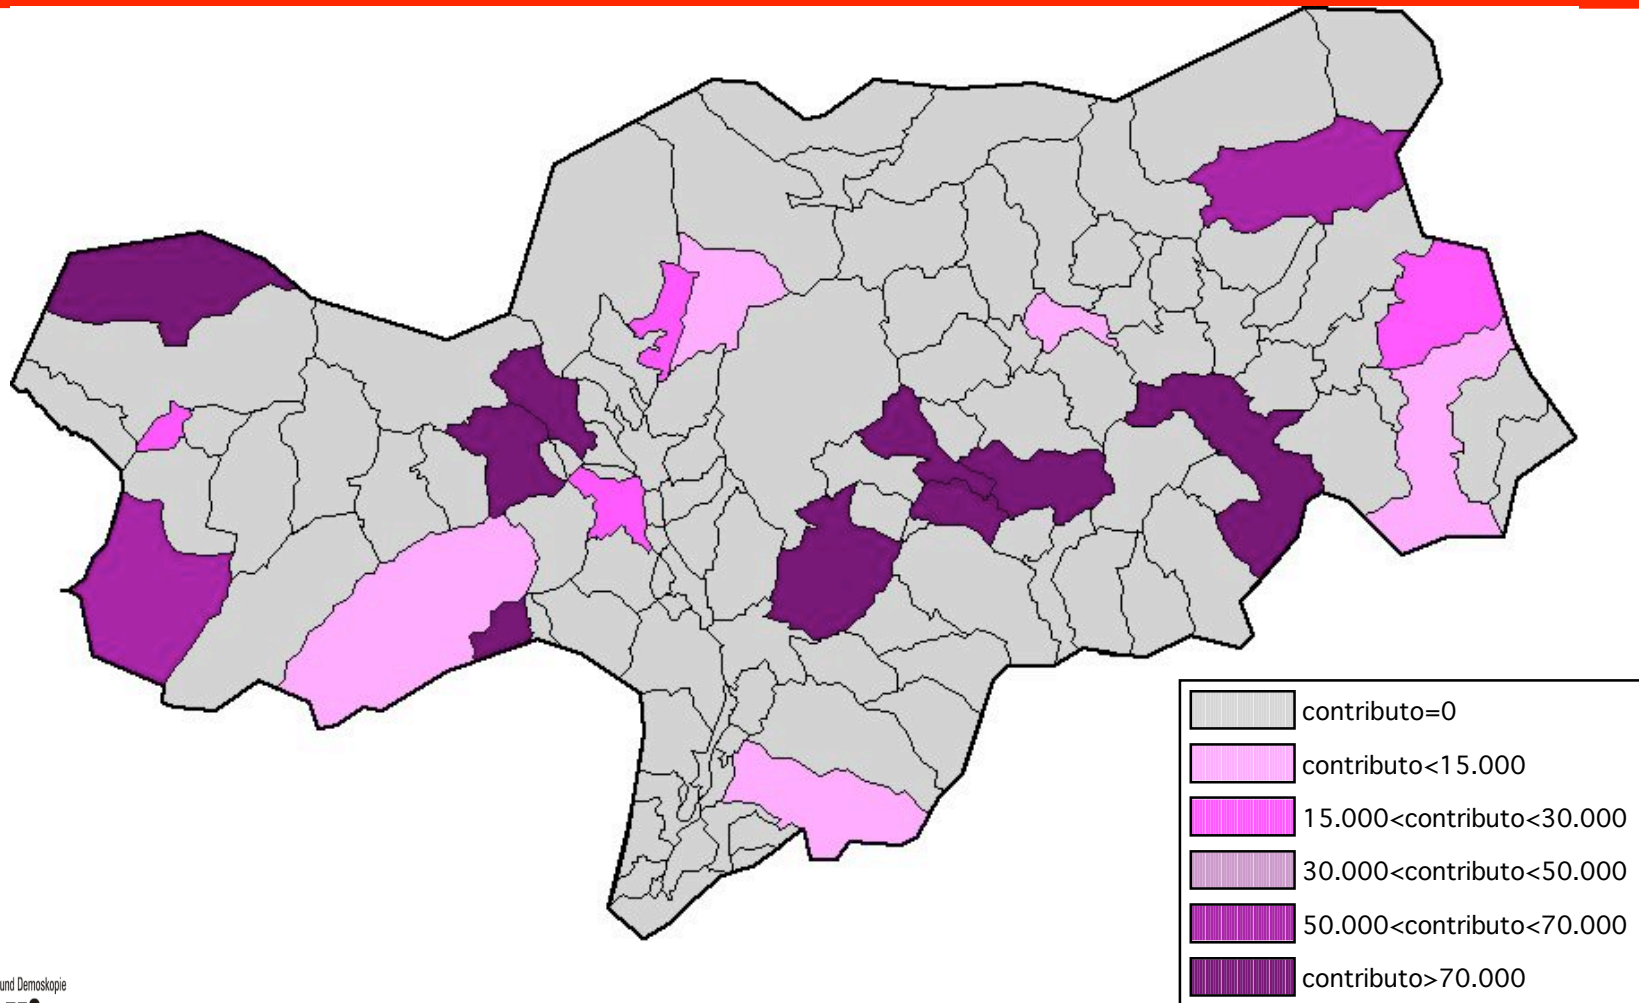 contributo=0
contributo<15.000
15.000<contributo<30.000
30.000<contributo<50.000
50.000<contributo<70.000
contributo>70.000
und Demoskopie